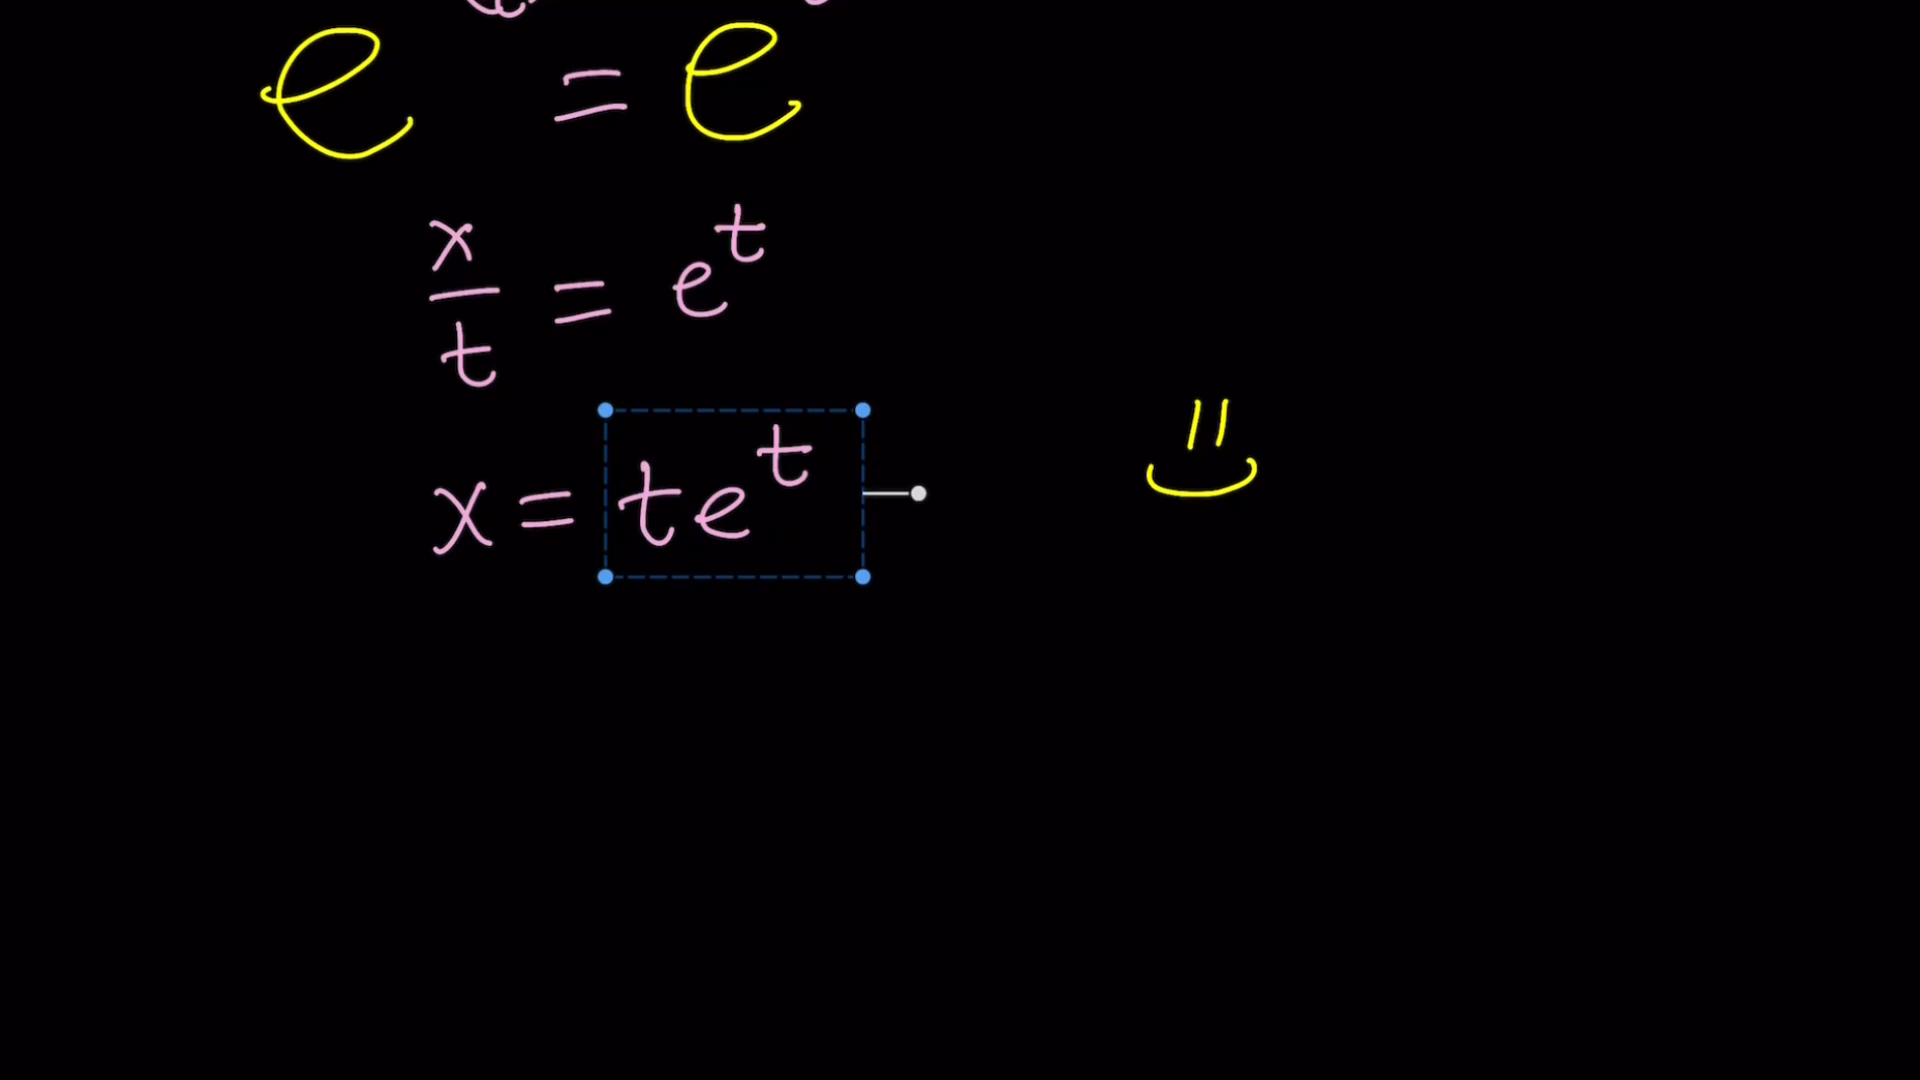 e = e
x/t = e^t
x = te^t